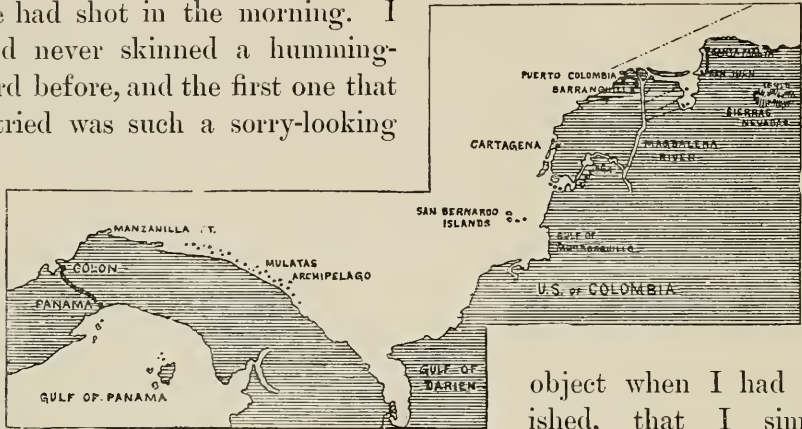 e had shot in the morning. I
d never skinned a humming-
rd before, and the first one that
tried was such a sorry-looking
SANTA MARTA
SAN JUAN
PUERTO COLOMBIA
BARRANQUILLA
SIERRAS
NEVADAS
CARTAGENA
MAGDALENA
RIVER
SAN BERNARDO
ISLANDS
GULF OF
U.S. OF COLOMBIA
MANZANILLA PT.
MULATAS
ARCHIPELAGO
COLON
PANAMA
GULF OF PANAMA
GULF OF
DARIEN
object when I had
ished, that I